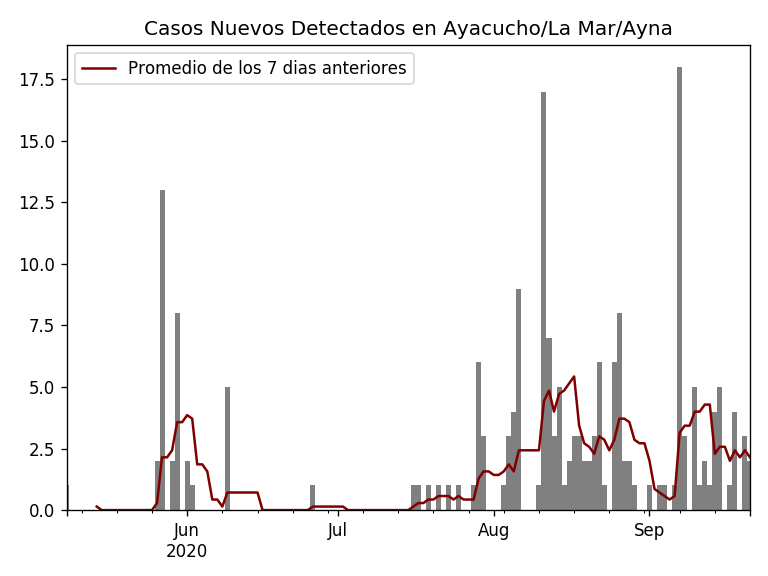 Casos Nuevos Detectados en Ayacucho/La Mar/Ayna
Promedio de los 7 dias anteriores
17.5
15.0
12.5
10.0
7.5
5.0
2.5
0.0
Jun
2020
Jul
Aug
Sep